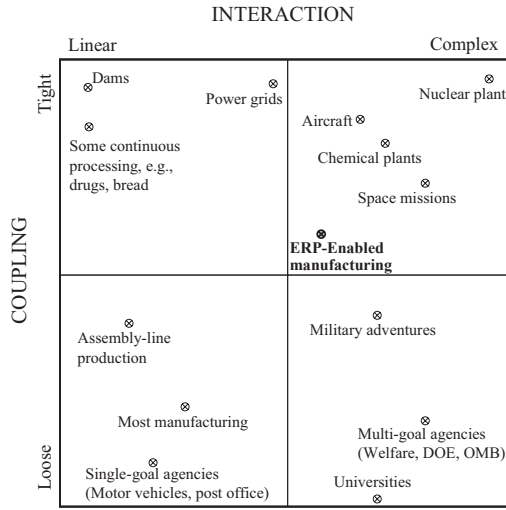 INTERACTION
Linear
Complex
COUPLING
Tight
Loose
Dams
Power grids
Nuclear plant
Some continuous
processing, e.g.,
drugs, bread
Aircraft
Chemical plants
Space missions
ERP-Enabled
manufacturing
Assembly-line
production
Most manufacturing
Single-goal agencies
(Motor vehicles, post office)
Military adventures
Multi-goal agencies
(Welfare, DOE, OMB)
Universities